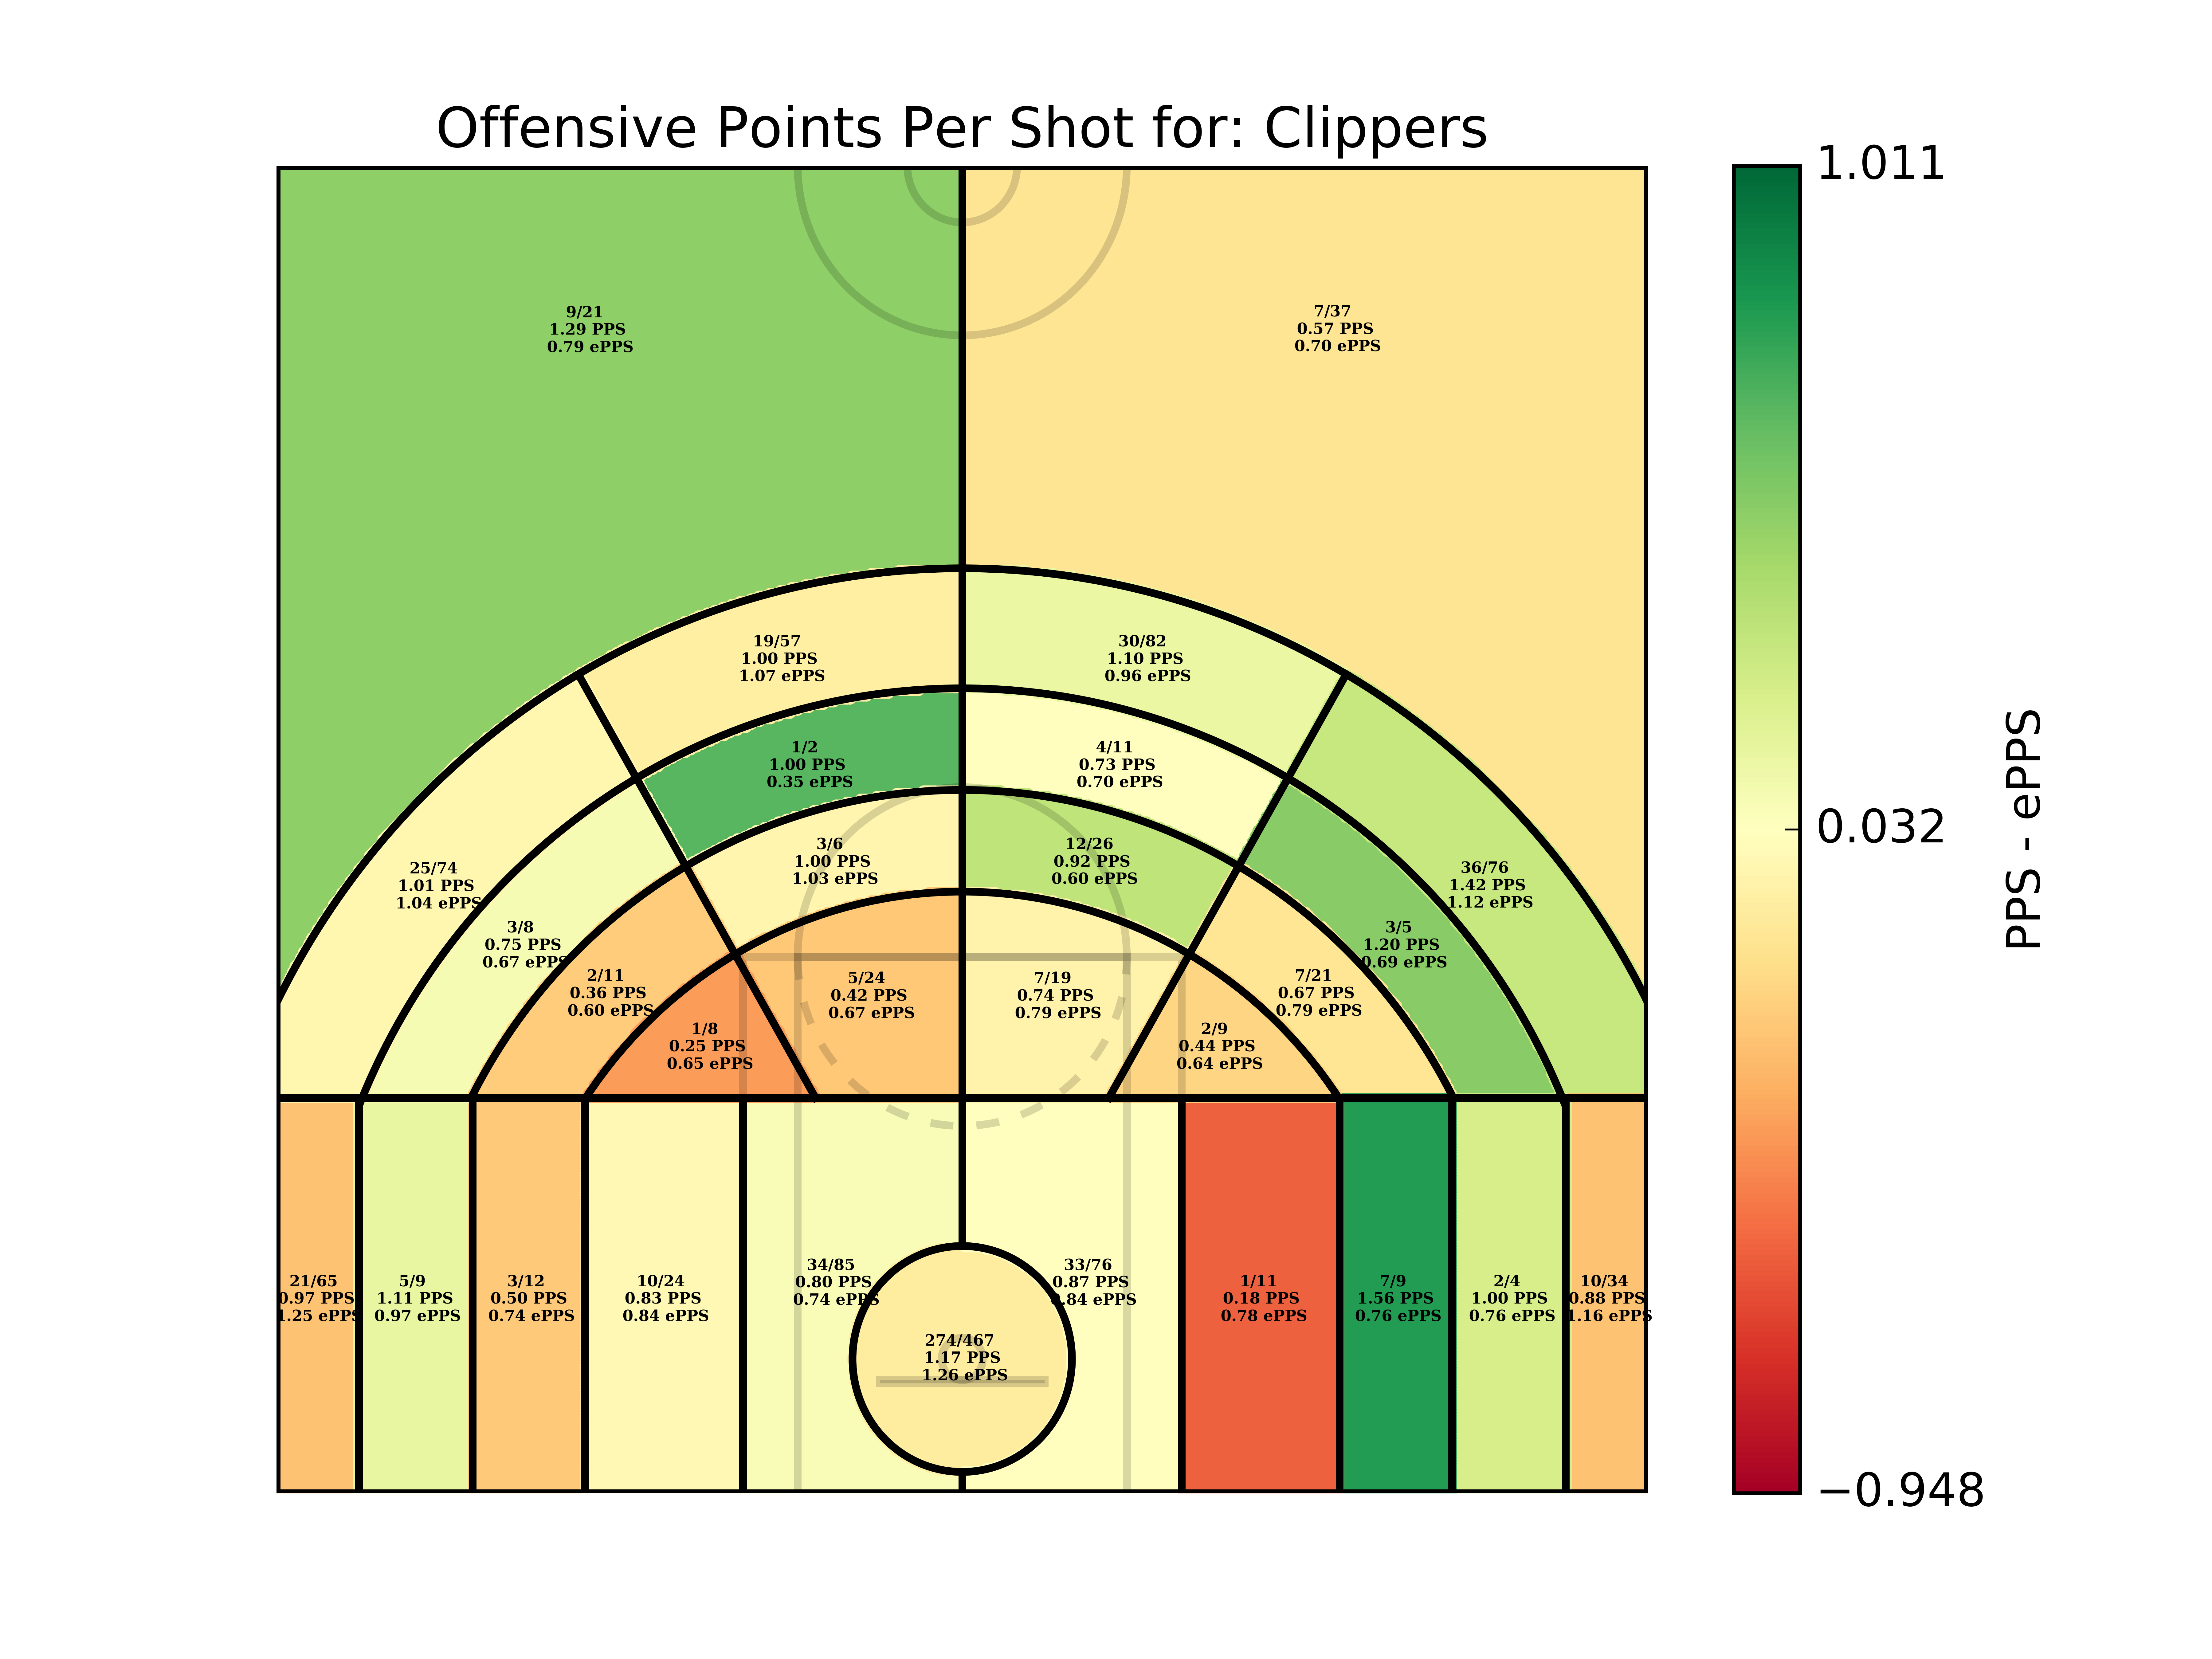 Offensive Points Per Shot for: Clippers
9/21
1.29 PPS
0.79 ePPS
7/37
0.57 PPS
0.70 ePPS
19/57
1.00 PPS
1.07 ePPS
30/82
1.10 PPS
0.96 ePPS
1/2
1.00 PPS
0.35 ePPS
4/11
0.73 PPS
0.70 ePPS
3/6
1.00 PPS
1.03 ePPS
12/26
0.92 PPS
0.60 ePPS
25/74
1.01 PPS
1.04 ePPS
36/76
1.42 PPS
1.12 ePPS
3/8
0.75 PPS
0.67 ePPS
3/5
1.20 PPS
0.69 ePPS
2/11
0.36 PPS
0.60 ePPS
5/24
0.42 PPS
0.67 ePPS
7/19
0.74 PPS
0.79 ePPS
7/21
0.67 PPS
0.79 ePPS
1/8
0.25 PPS
0.65 ePPS
2/9
0.44 PPS
0.64 ePPS
21/65
0.97 PPS
1.25 ePPS
5/9
1.11 PPS
0.97 ePPS
3/12
0.50 PPS
0.74 ePPS
10/24
0.83 PPS
0.84 ePPS
34/85
0.80 PPS
0.74 ePPS
33/76
0.87 PPS
0.84 ePPS
1/11
0.18 PPS
0.78 ePPS
7/9
1.56 PPS
0.76 ePPS
2/4
1.00 PPS
0.76 ePPS
10/34
0.88 PPS
1.16 ePPS
274/467
1.17 PPS
1.26 ePPS
1.011
0.032
−0.948
PPS - ePPS